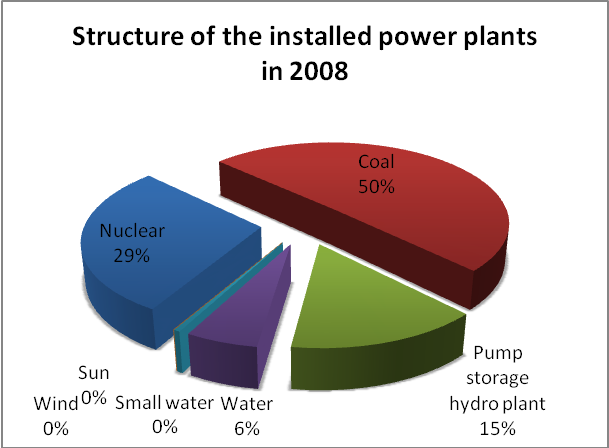 Structure of the installed power plants
in 2008
Coal
50%
Nuclear
29%
Pump
storage
hydro plant
15%
Sun
0%
Wind
0%
Small water
0%
Water
6%